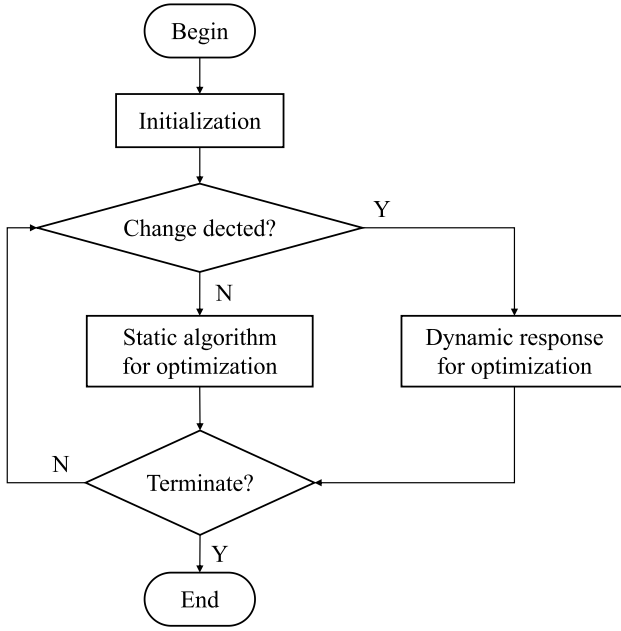 Begin
Initialization
Change dected?
Y
N
Static algorithm
for optimization
Dynamic response
for optimization
N
Terminate?
Y
End